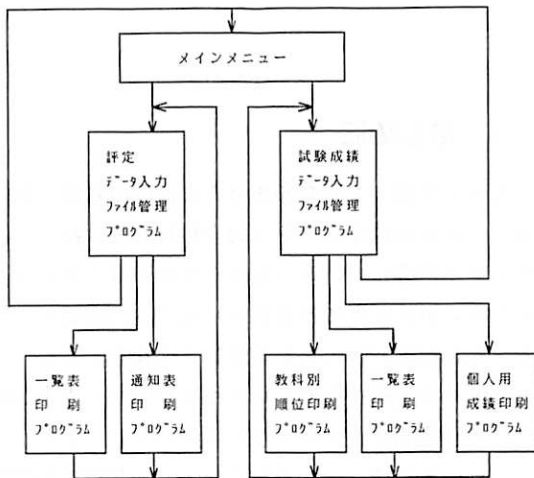 メインメニュー
評定
ﾃﾞｰﾀ入力
ﾌｧｲﾙ管理
ﾌﾟﾛｸﾞﾗﾑ
試験成績
ﾃﾞｰﾀ入力
ﾌｧｲﾙ管理
ﾌﾟﾛｸﾞﾗﾑ
一覧表
印　刷
ﾌﾟﾛｸﾞﾗﾑ
通知表
印　刷
ﾌﾟﾛｸﾞﾗﾑ
教科別
順位印刷
ﾌﾟﾛｸﾞﾗﾑ
一覧表
印　刷
ﾌﾟﾛｸﾞﾗﾑ
個人用
成績印刷
ﾌﾟﾛｸﾞﾗﾑ